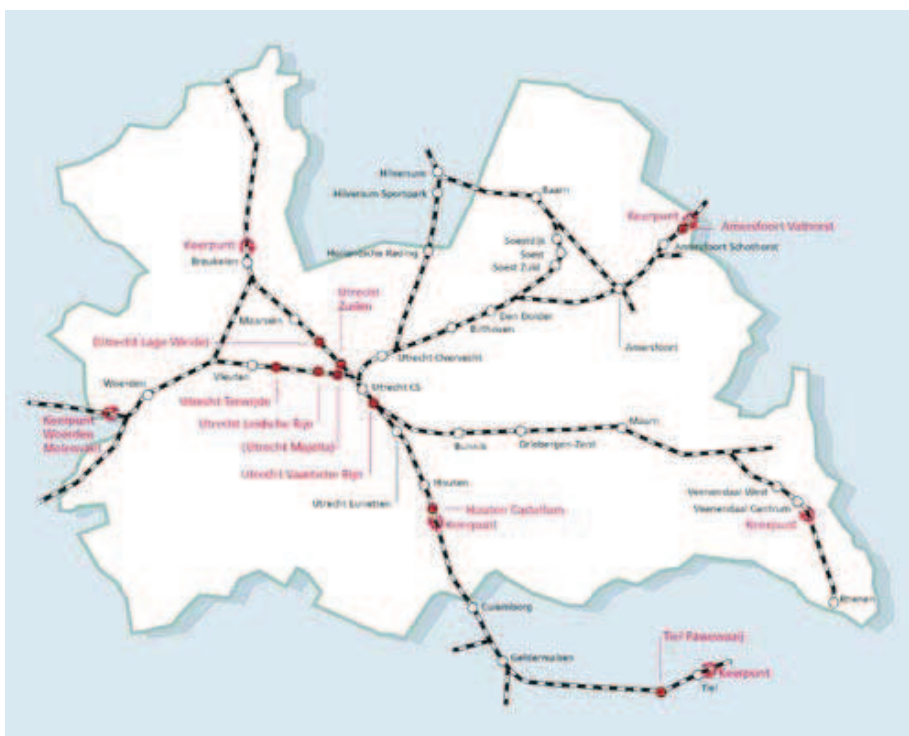 Hilversum
Baarn
Hilversum Sportpark
Keerpunt
Amersfoort Vathorst
Keerpunt
Soestdijk
Amersfoort Schothorst
Hollandsche Rading
Soest
Breukelen
Soest Zuid
Utrecht
Zuilen
Den Dolder
Maarssen
Bilthoven
(Utrecht Lage Weide)
Amersfoort
Utrecht Overvecht
Vleuten
Woerden
Utrecht CS
Utrecht Terwijde
Keerpunt
Woerden
Molenvliet
Utrecht Leidsche Rijn
Maarn
(Utrecht Majella)
Bunnik
Driebergen-Zeist
Utrecht Vaartsche Rijn
Houten
Veenendaal West
Utrecht Lunetten
Veenendaal Centrum
Houten Castellum
Keerpunt
Keerpunt
Rhenen
Culemborg
Tiel Passewaaij
Geldermalsen
Keerpunt
Tiel